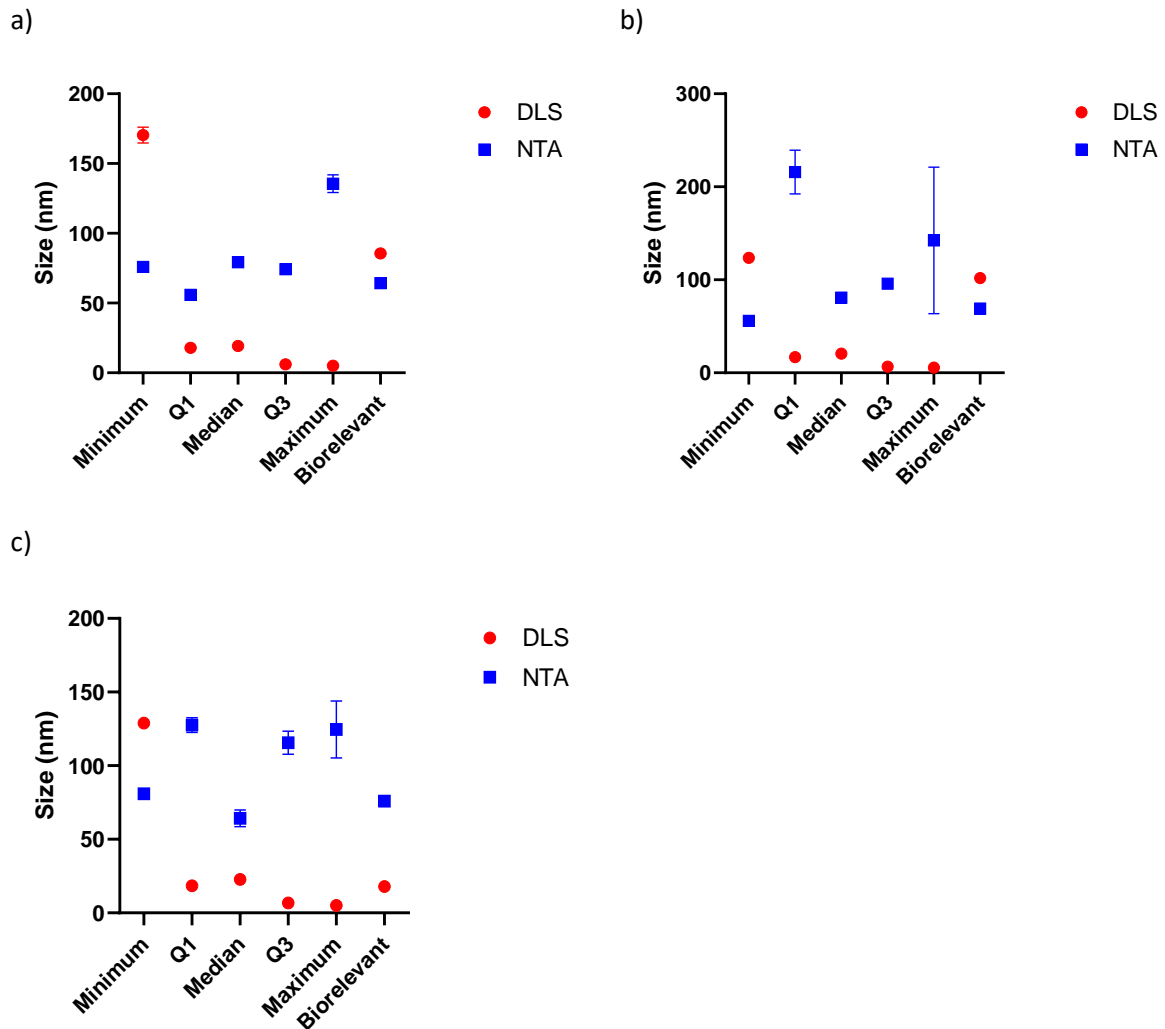 a)
200
150
100
50
0
Size (nm)
Minimum
Q1
Median
Q3
Maximum
Biorelevant
DLS
NTA
b)
300
200
100
0
Size (nm)
Minimum
Q1
Median
Q3
Maximum
Biorelevant
DLS
NTA
c)
200
150
100
50
0
Size (nm)
Minimum
Q1
Median
Q3
Maximum
Biorelevant
DLS
NTA